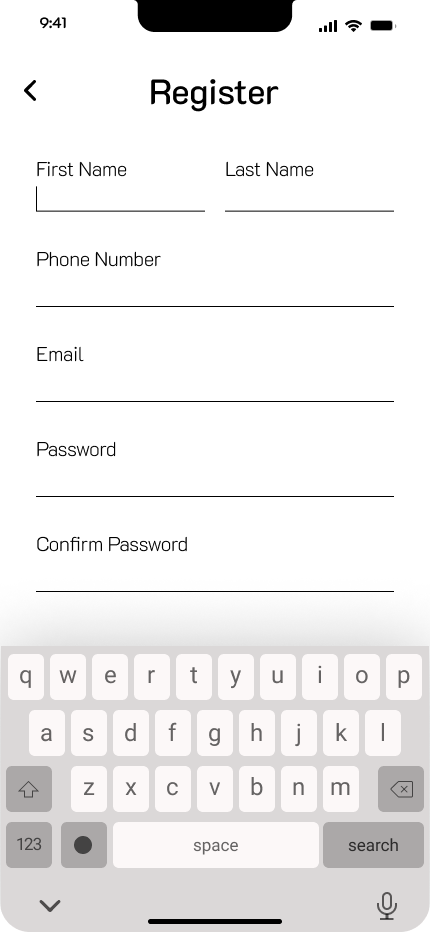 9:41
Register
First Name Last Name
Phone Number
Email
Password
Confirm Password
q w e r t y u i o p
a s d f g h j k l
z x c v b n m
123 space search